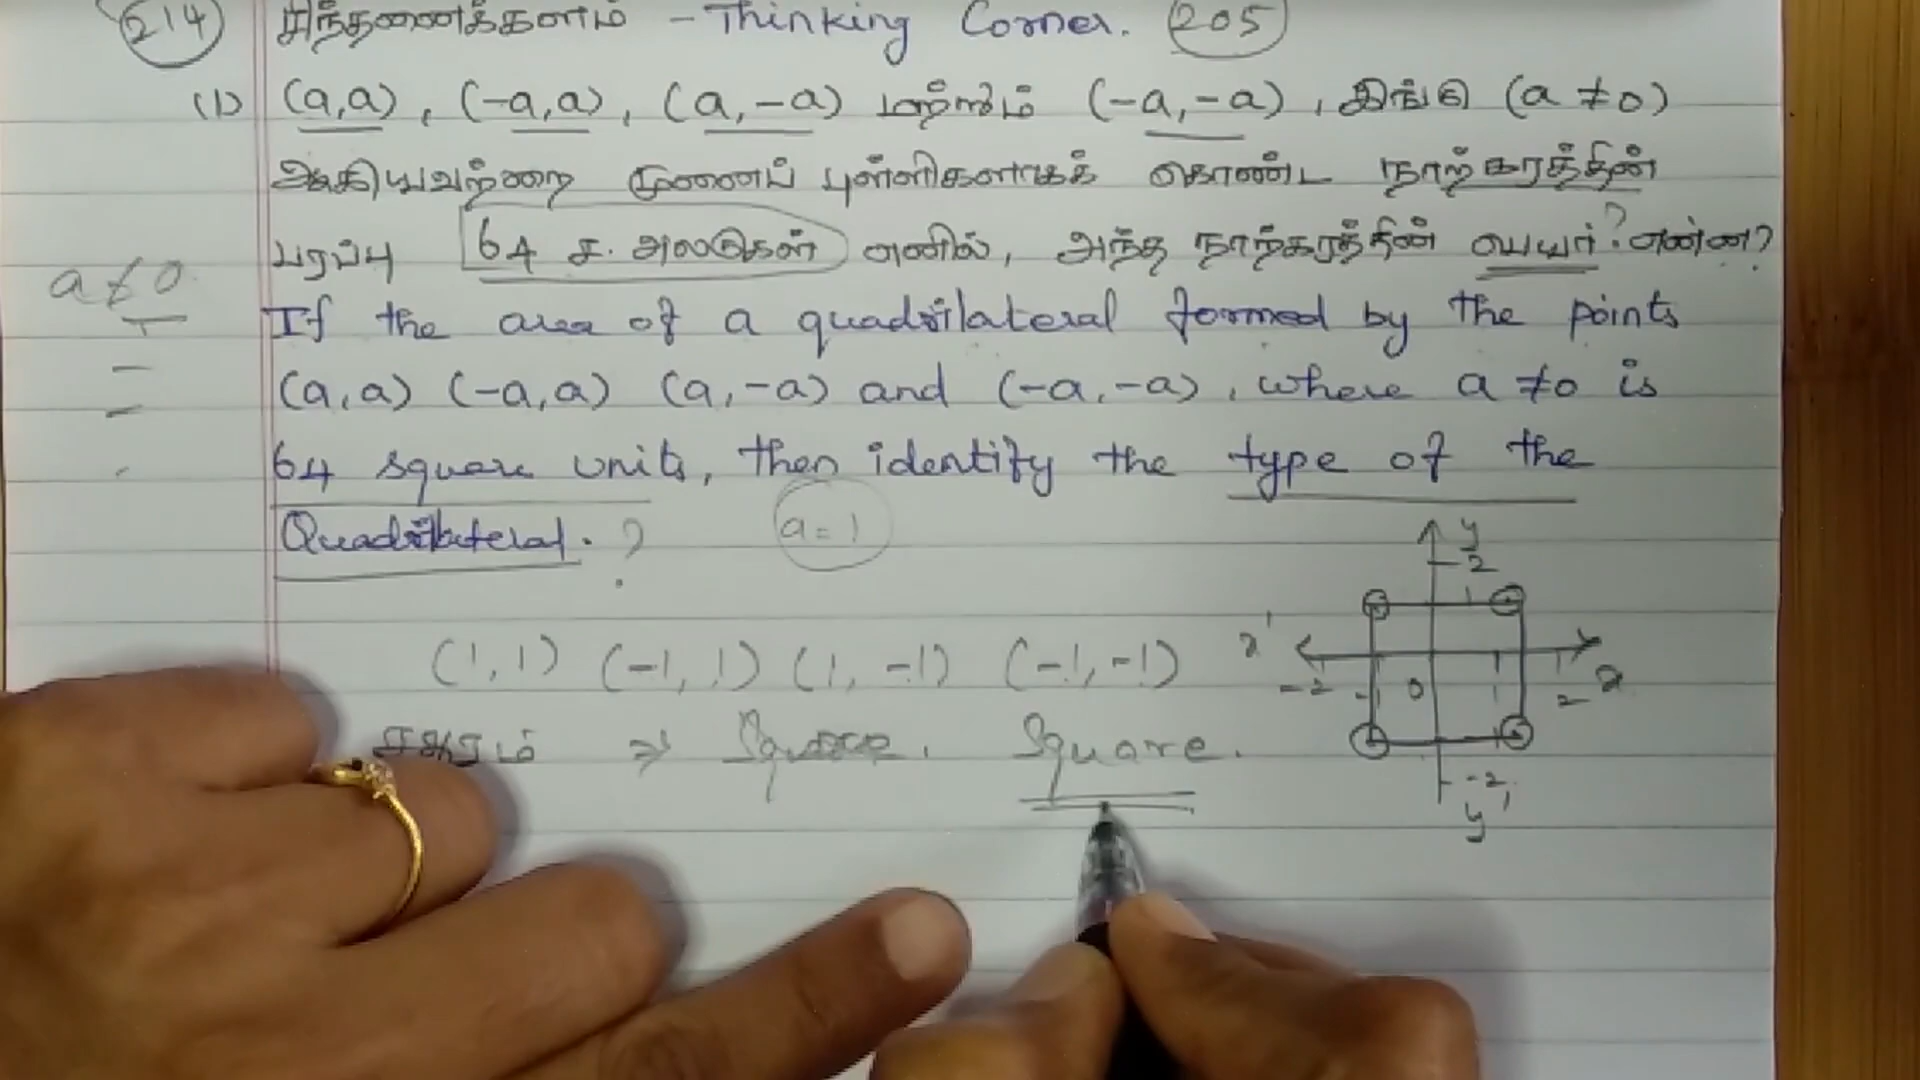 214 சிந்தனைக்களம் - Thinking Corner. 205
(1) (a,a), (-a,a), (a,-a) மற்றும் (-a,-a), இங்கு (a ≠ 0)
ஆகியவற்றை முனைப் புள்ளிகளாகக் கொண்ட நாற்கரத்தின்
பரப்பு 64 ச. அலகுகள் எனில், அந்த நாற்கரத்தின் பெயர்? என்ன?
a ≠ 0
If the area of a quadrilateral formed by the points
(a,a) (-a,a) (a,-a) and (-a,-a), where a ≠ 0 is
64 square units, then identify the type of the
Quadrilateral. ?
a = 1
(1,1) (-1,1) (1,-1) (-1,-1)
சதுரம் ⇒ Square. Square.
y
2
1
x' x
-2 0 2
-2
y'